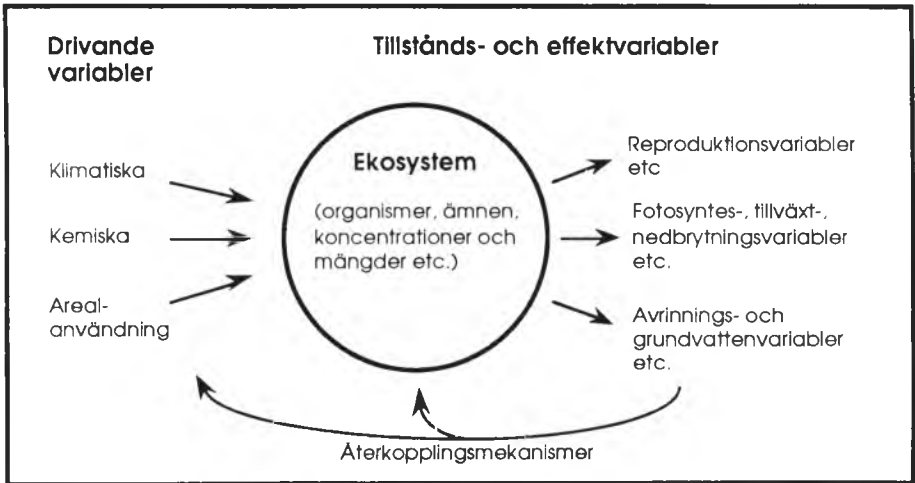 Drivande
variabler
Tillstånds- och effektvariabler
Klimatiska
Kemiska
Areal-
användning
Ekosystem
(organismer, ämnen,
koncentrationer och
mängder etc.)
Reproduktionsvariabler
etc
Fotosyntes-, tillväxt-,
nedbrytningsvariabler
etc.
Avrinnings- och
grundvattenvariabler
etc.
Återkopplingsmekanismer